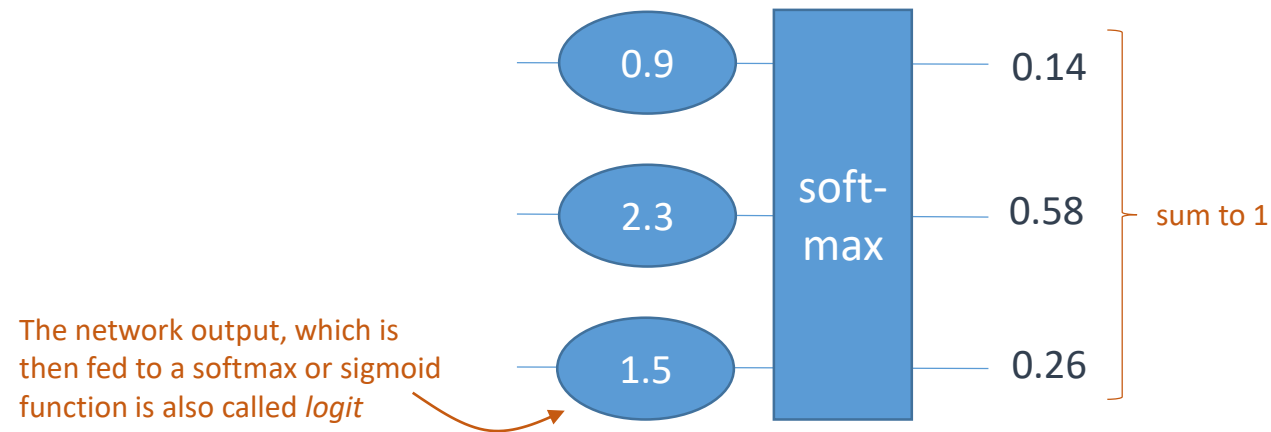 0.9
0.14
2.3
soft-
max
0.58
sum to 1
The network output, which is
then fed to a softmax or sigmoid
function is also called logit
1.5
0.26